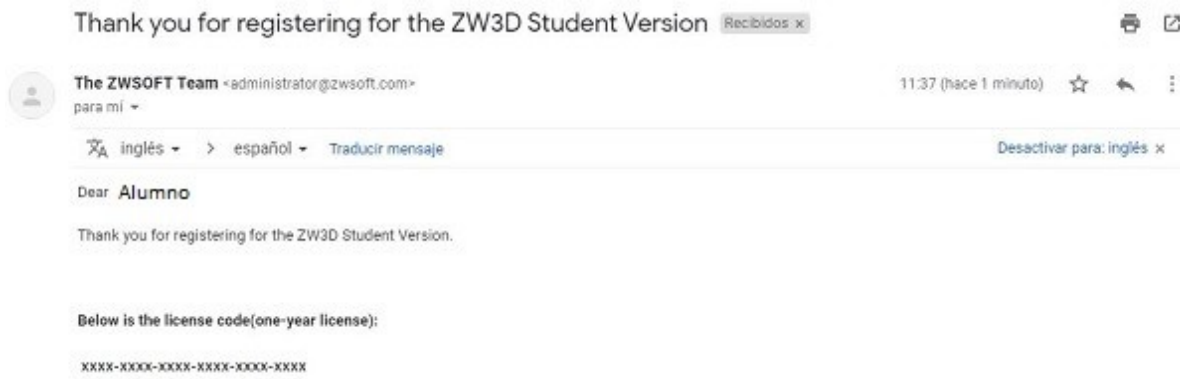 Thank you for registering for the ZW3D Student Version Recibidos x
The ZWSOFT Team <administrator@zwsoft.com> 11:37 (hace 1 minuto)
para mí
inglés > español Traducir mensaje Desactivar para: inglés x
Dear Alumno
Thank you for registering for the ZW3D Student Version.
Below is the license code(one-year license):
xxxx-xxxx-xxxx-xxxx-xxxx-xxxx